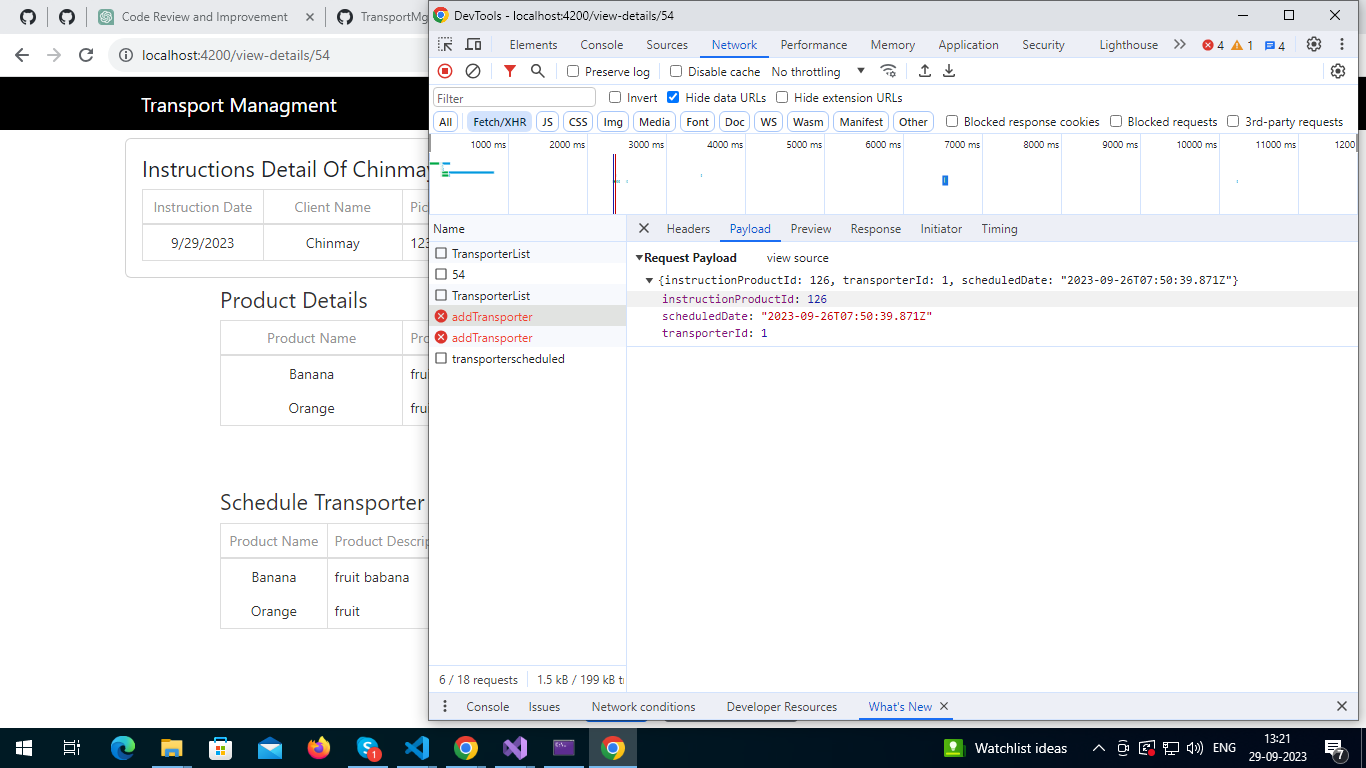 Code Review and Improvement
TransportMg
localhost:4200/view-details/54
Transport Managment
Instructions Detail Of Chinmay
Instruction Date Client Name Pic
9/29/2023 Chinmay 123
Product Details
Product Name Pro
Banana fru
Orange fru
Schedule Transporter
Product Name Product Descrip
Banana fruit babana
Orange fruit
DevTools - localhost:4200/view-details/54
Elements Console Sources Network Performance Memory Application Security Lighthouse 4 1 4
Preserve log Disable cache No throttling
Filter Invert Hide data URLs Hide extension URLs
All Fetch/XHR JS CSS Img Media Font Doc WS Wasm Manifest Other Blocked response cookies Blocked requests 3rd-party requests
1000 ms 2000 ms 3000 ms 4000 ms 5000 ms 6000 ms 7000 ms 8000 ms 9000 ms 10000 ms 11000 ms 1200
Name
TransporterList
54
TransporterList
addTransporter
addTransporter
transporterscheduled
Headers Payload Preview Response Initiator Timing
Request Payload view source
{instructionProductId: 126, transporterId: 1, scheduledDate: "2023-09-26T07:50:39.871Z"}
instructionProductId: 126
scheduledDate: "2023-09-26T07:50:39.871Z"
transporterId: 1
6 / 18 requests 1.5 kB / 199 kB t
Console Issues Network conditions Developer Resources What's New
1 Watchlist ideas ENG 13:21
29-09-2023 7